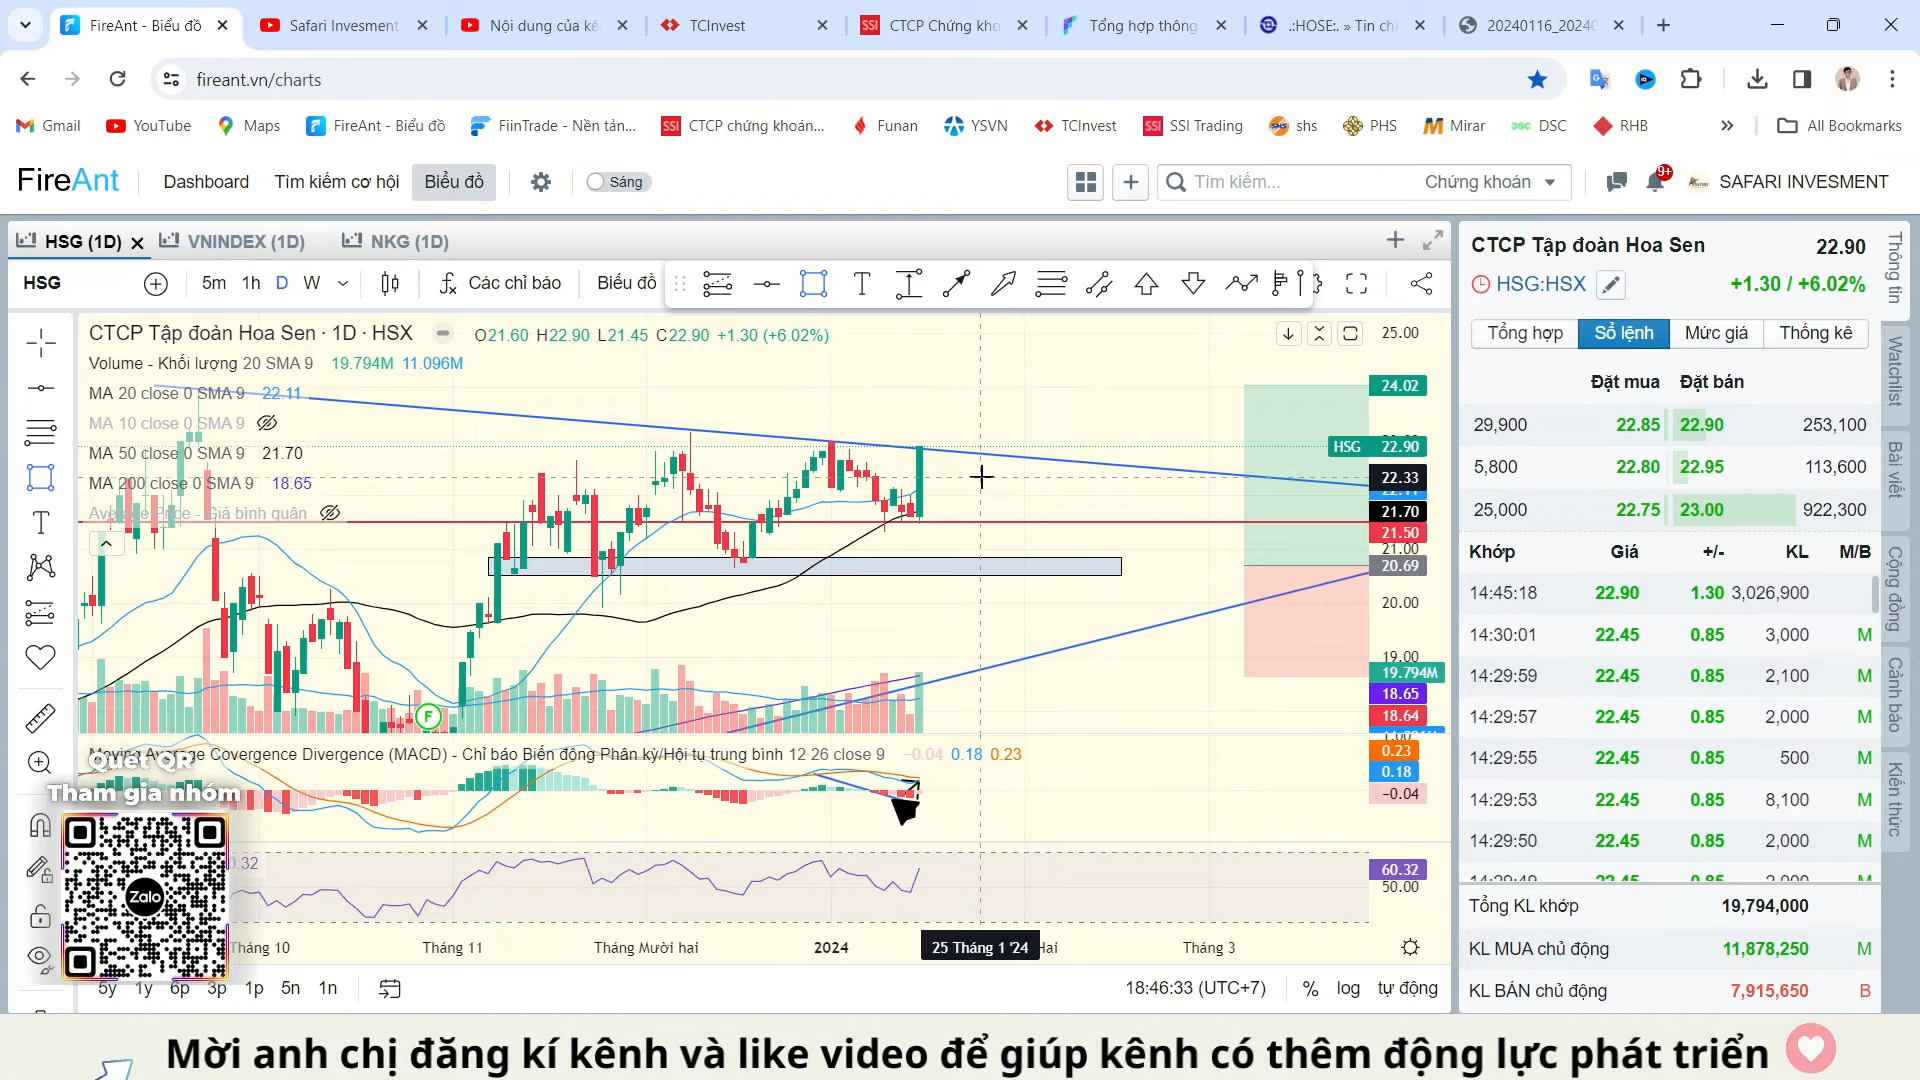 FireAnt - Biểu đồ
Safari Invesment
Nội dung của kê
TCInvest
CTCP Chứng kho
Tổng hợp thông
.:HOSE:. » Tin ch
20240116_2024
fireant.vn/charts
Gmail
YouTube
Maps
FireAnt - Biểu đồ
FiinTrade - Nền tản...
CTCP chứng khoán...
Funan
YSVN
TCInvest
SSI Trading
shs
PHS
Mirar
DSC
RHB
All Bookmarks
FireAnt
Dashboard
Tìm kiếm cơ hội
Biểu đồ
Sáng
Tìm kiếm...
Chứng khoán
9+
SAFARI INVESMENT
HSG (1D)
VNINDEX (1D)
NKG (1D)
HSG
5m 1h D W
Các chỉ báo
Biếu đồ
CTCP Tập đoàn Hoa Sen · 1D · HSX
O21.60 H22.90 L21.45 C22.90 +1.30 (+6.02%)
Volume - Khối lượng 20 SMA 9 19.794M 11.096M
MA 20 close 0 SMA 9 22.11
MA 10 close 0 SMA 9
MA 50 close 0 SMA 9 21.70
MA 200 close 0 SMA 9 18.65
Average Price - Giá bình quân
25.00
24.02
HSG 22.90
22.33
21.70
21.50
21.00
20.69
20.00
19.00
19.794M
18.65
18.64
F
Moving Average Covergence Divergence (MACD) - Chỉ báo Biến động Phân kỳ/Hội tụ trung bình 12 26 close 9 −0.04 0.18 0.23
0.23
0.18
−0.04
Quét QR
Tham gia nhóm
Zalo
0.32
60.32
50.00
Tháng 10
Tháng 11
Tháng Mười hai
2024
25 Tháng 1 '24
Hai
Tháng 3
5y 1y 6p 3p 1p 5n 1n
18:46:33 (UTC+7)
% log tự động
CTCP Tập đoàn Hoa Sen 22.90
HSG:HSX +1.30 / +6.02%
Tổng hợp
Sổ lệnh
Mức giá
Thống kê
Đặt mua Đặt bán
29,900 22.85 22.90 253,100
5,800 22.80 22.95 113,600
25,000 22.75 23.00 922,300
Khớp Giá +/- KL M/B
14:45:18 22.90 1.30 3,026,900
14:30:01 22.45 0.85 3,000 M
14:29:59 22.45 0.85 2,100 M
14:29:57 22.45 0.85 2,000 M
14:29:55 22.45 0.85 500 M
14:29:53 22.45 0.85 8,100 M
14:29:50 22.45 0.85 2,000 M
14:29:49 22.45 0.85 2,000 M
Tổng KL khớp 19,794,000
KL MUA chủ động 11,878,250 M
KL BÁN chủ động 7,915,650 B
Thông tin
Watchlist
Bài viết
Cộng đồng
Cảnh báo
Kiến thức
Mời anh chị đăng kí kênh và like video để giúp kênh có thêm động lực phát triển